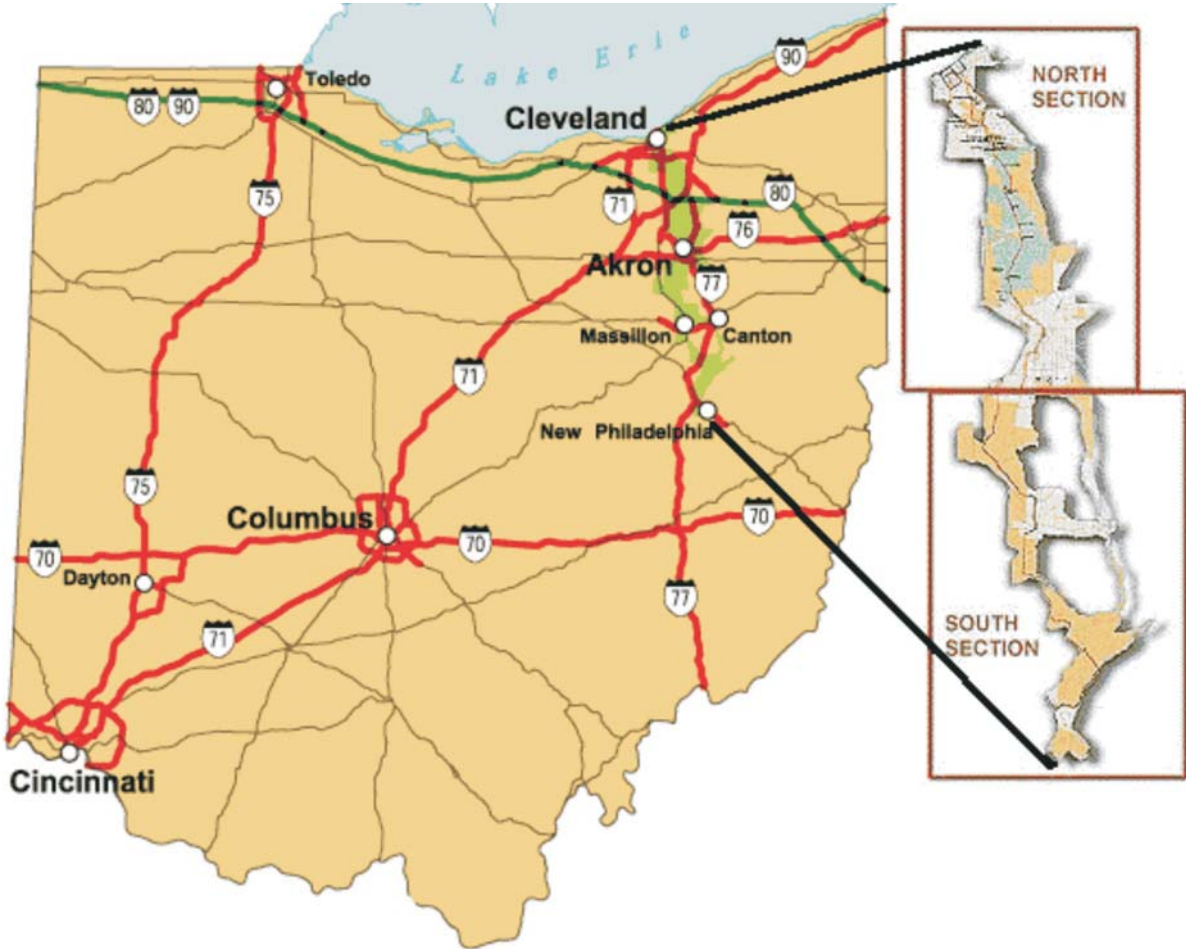 Lake Erie
90
NORTH
SECTION
Toledo
80 90
Cleveland
75
71
80
76
Akron
77
Massillon
Canton
71
New Philadelphia
75
Columbus
70
70
70
Dayton
77
71
SOUTH
SECTION
Cincinnati